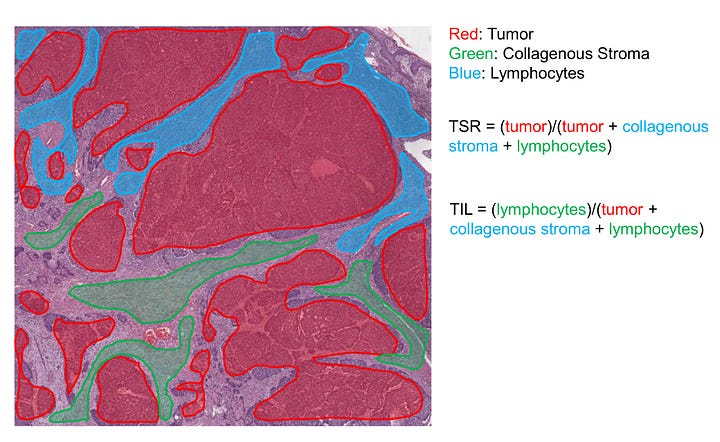 Red: Tumor
Green: Collagenous Stroma
Blue: Lymphocytes
TSR = (tumor)/(tumor + collagenous
stroma + lymphocytes)
TIL = (lymphocytes)/(tumor +
collagenous stroma + lymphocytes)